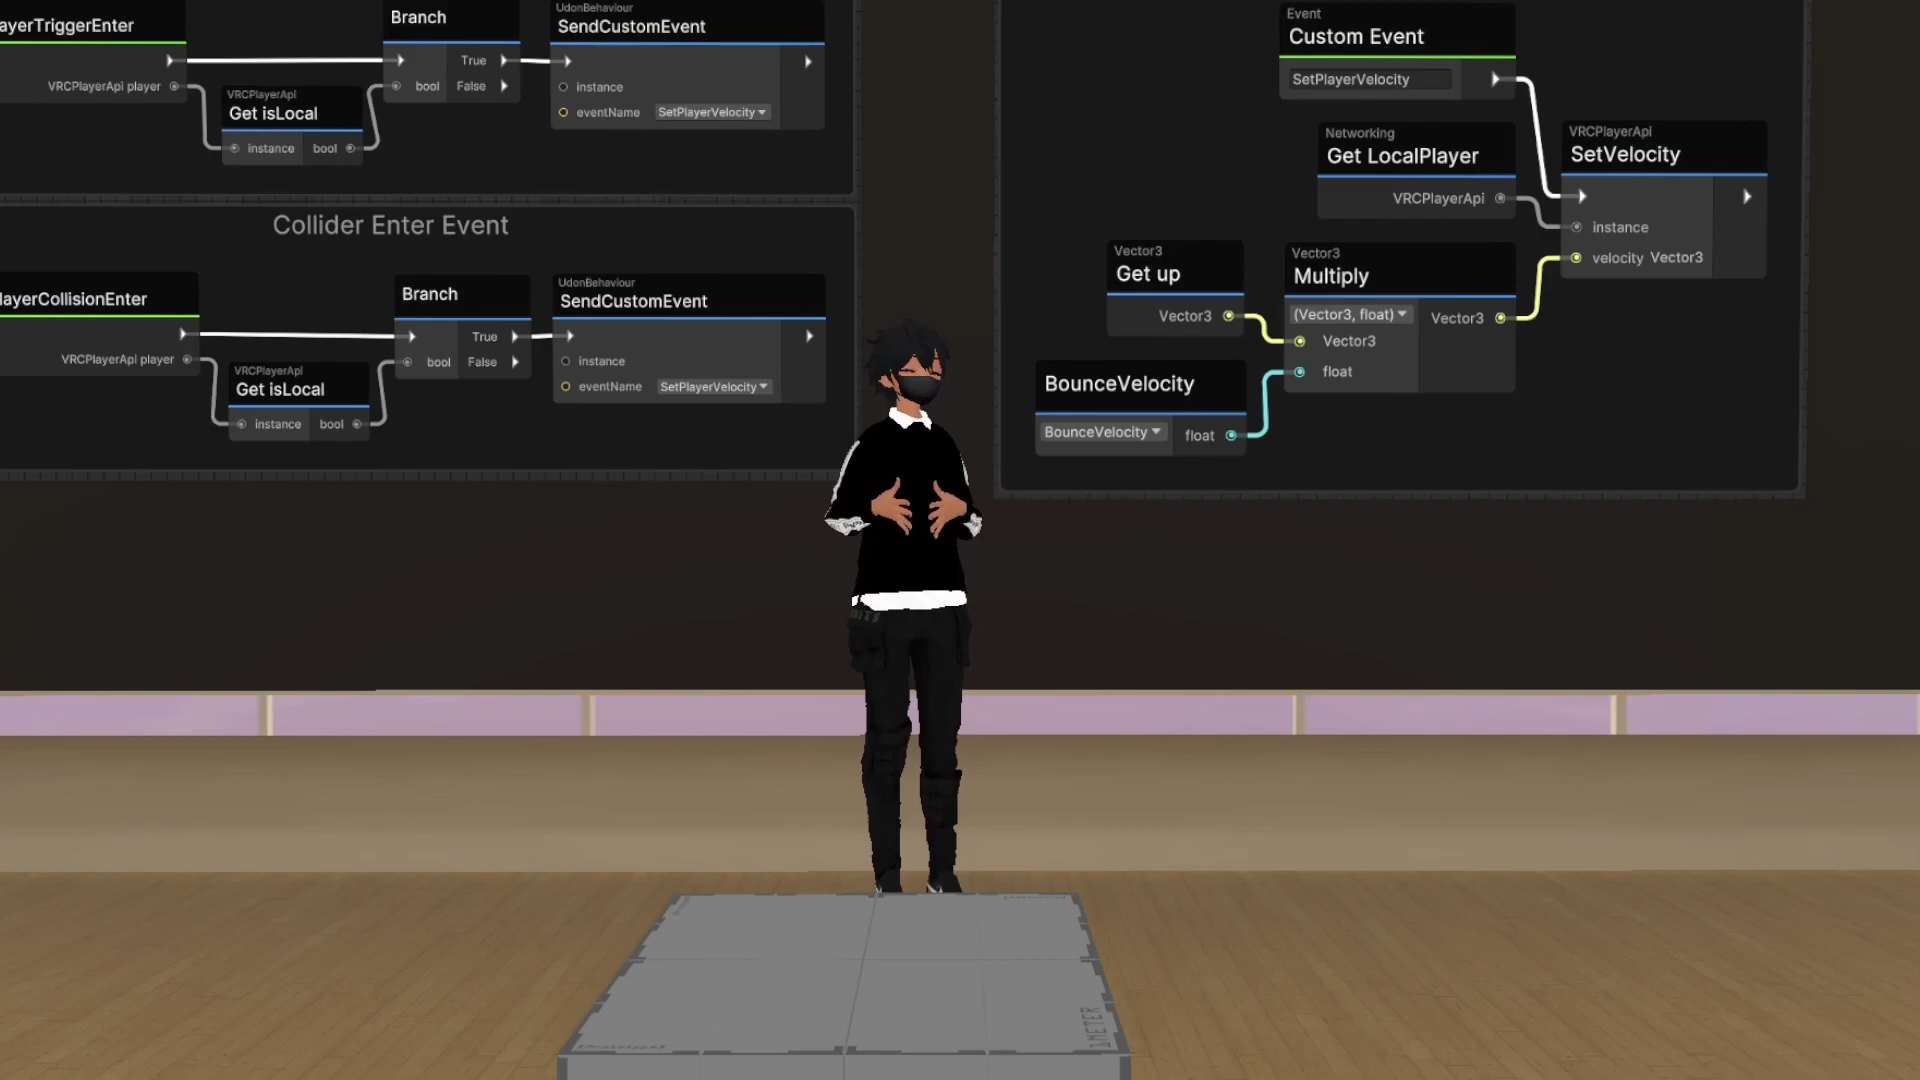 ayerTriggerEnter
VRCPlayerApi player
VRCPlayerApi
Get isLocal
instance bool
Branch
bool
True
False
UdonBehaviour
SendCustomEvent
instance
eventName SetPlayerVelocity
Collider Enter Event
layerCollisionEnter
VRCPlayerApi player
VRCPlayerApi
Get isLocal
instance bool
Branch
bool
True
False
UdonBehaviour
SendCustomEvent
instance
eventName SetPlayerVelocity
Event
Custom Event
SetPlayerVelocity
Networking
Get LocalPlayer
VRCPlayerApi
VRCPlayerApi
SetVelocity
instance
velocity Vector3
Vector3
Get up
Vector3
Vector3
Multiply
(Vector3, float) Vector3
Vector3
float
BounceVelocity
BounceVelocity float